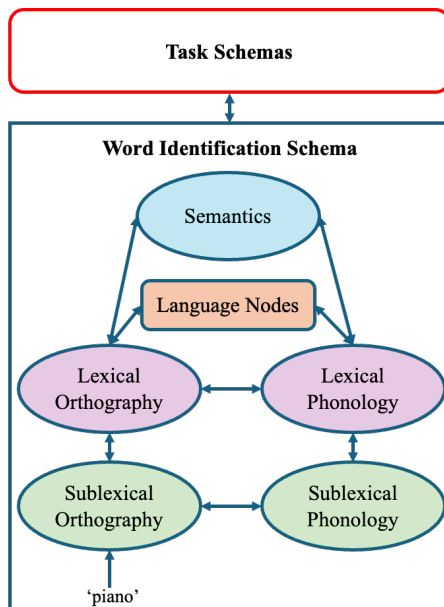 Task Schemas
Word Identification Schema
Semantics
Language Nodes
Lexical
Orthography
Lexical
Phonology
Sublexical
Orthography
Sublexical
Phonology
‘piano’